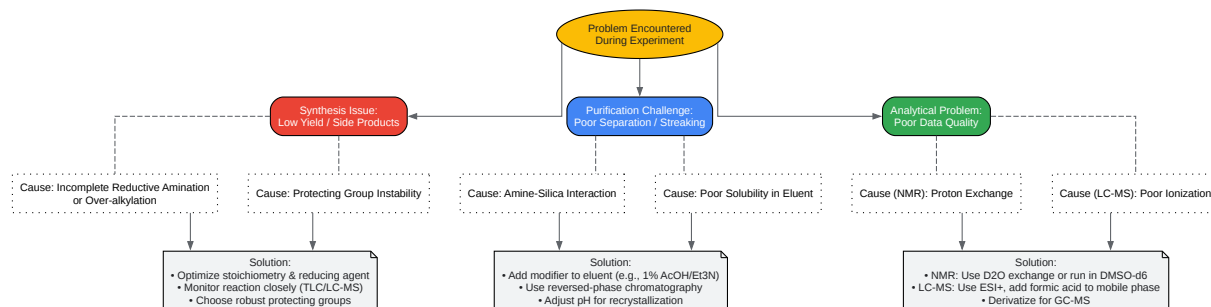 Problem Encountered
During Experiment
Synthesis Issue:
Low Yield / Side Products
Purification Challenge:
Poor Separation / Streaking
Analytical Problem:
Poor Data Quality
Cause: Incomplete Reductive Amination
or Over-alkylation
Cause: Protecting Group Instability
Cause: Amine-Silica Interaction
Cause: Poor Solubility in Eluent
Cause (NMR): Proton Exchange
Cause (LC-MS): Poor Ionization
Solution:
• Optimize stoichiometry & reducing agent
• Monitor reaction closely (TLC/LC-MS)
• Choose robust protecting groups
Solution:
• Add modifier to eluent (e.g., 1% AcOH/Et3N)
• Use reversed-phase chromatography
• Adjust pH for recrystallization
Solution:
• NMR: Use D2O exchange or run in DMSO-d6
• LC-MS: Use ESI+, add formic acid to mobile phase
• Derivatize for GC-MS